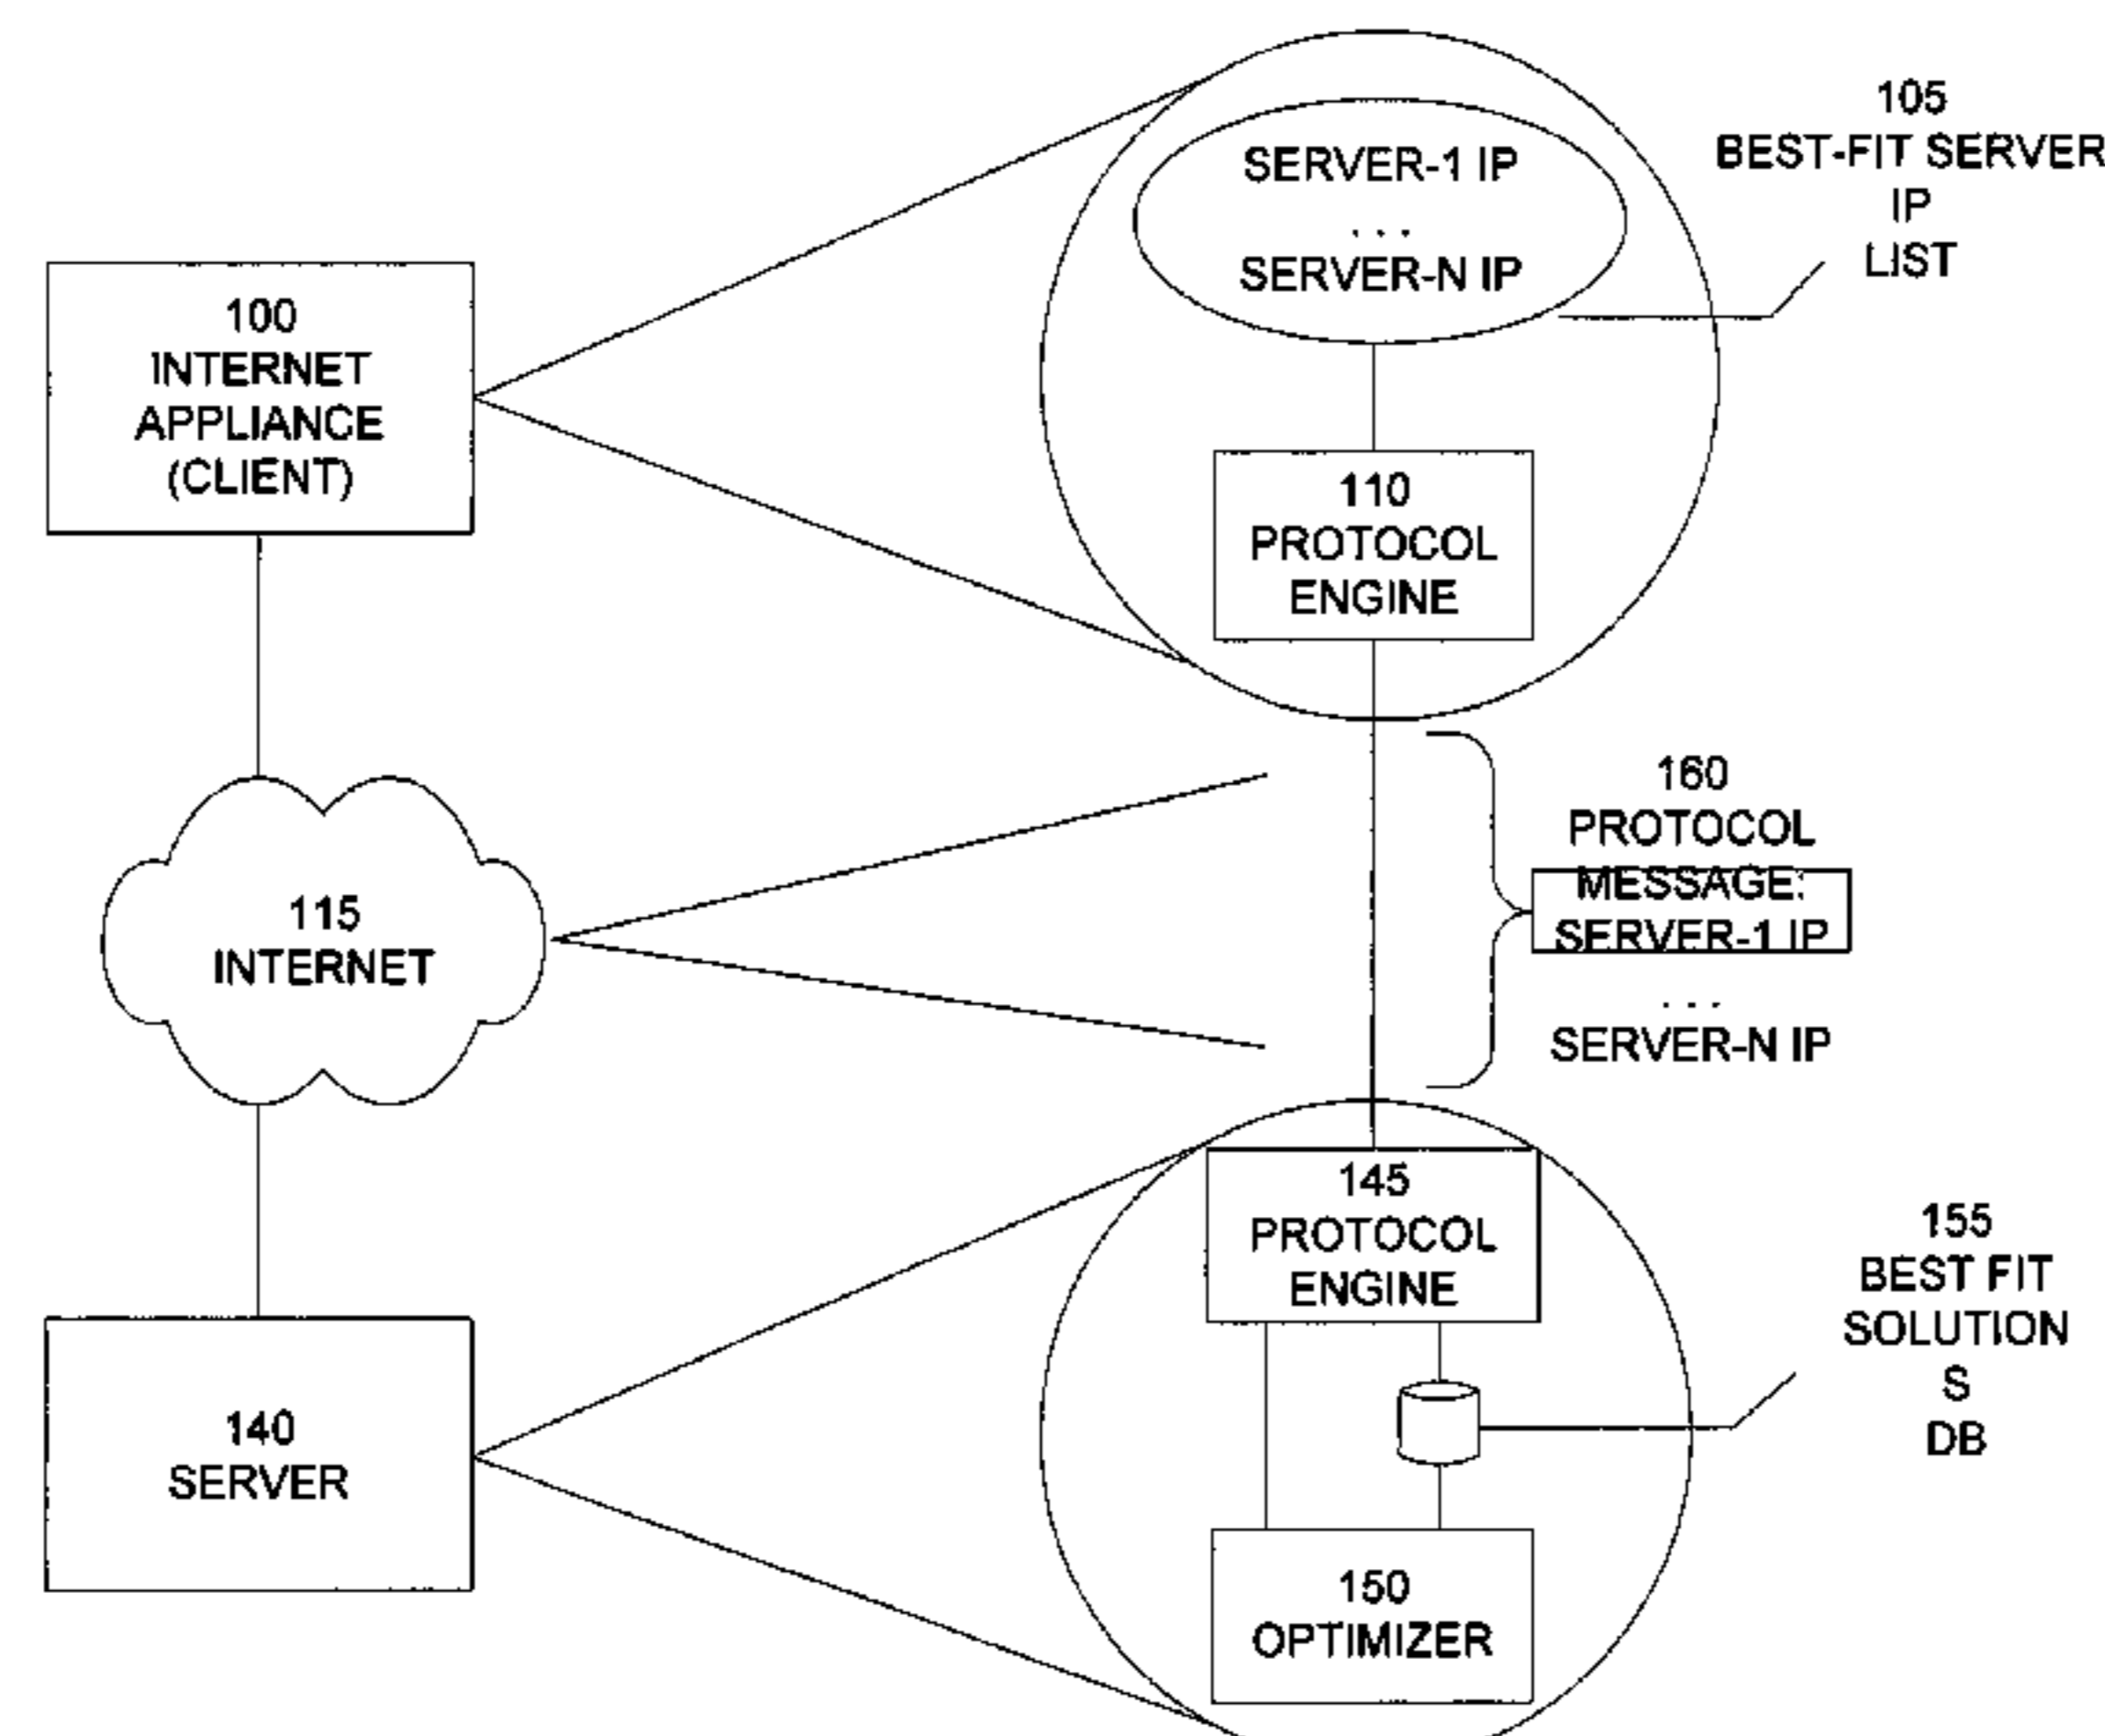 SERVER-1 IP
. . .
SERVER-N IP
105
BEST-FIT SERVER
IP
LIST
100
INTERNET
APPLIANCE
(CLIENT)
110
PROTOCOL
ENGINE
160
PROTOCOL
MESSAGE:
SERVER-1 IP
. . .
SERVER-N IP
115
INTERNET
145
PROTOCOL
ENGINE
155
BEST FIT
SOLUTION
S
DB
140
SERVER
150
OPTIMIZER